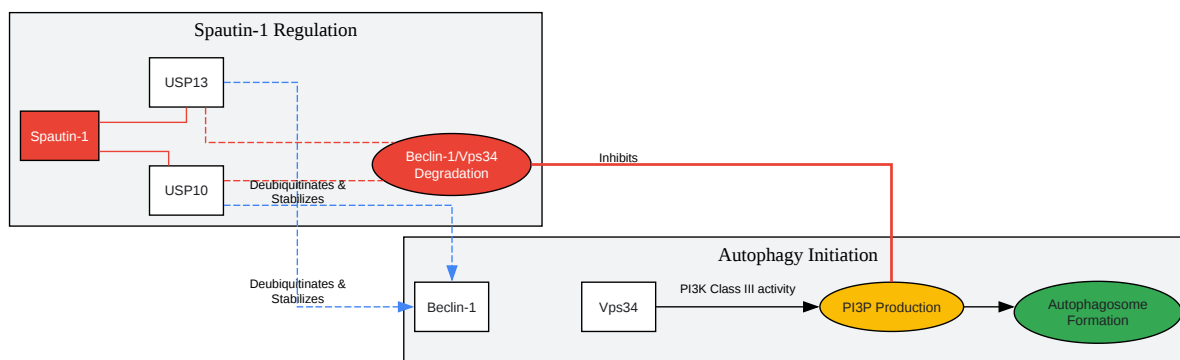 Spautin-1 Regulation
USP13
Spautin-1
Beclin-1/Vps34
Degradation
Inhibits
USP10
Deubiquitinates &
Stabilizes
Autophagy Initiation
Deubiquitinates &
Stabilizes
Beclin-1
Vps34
PI3K Class III activity
PI3P Production
Autophagosome
Formation